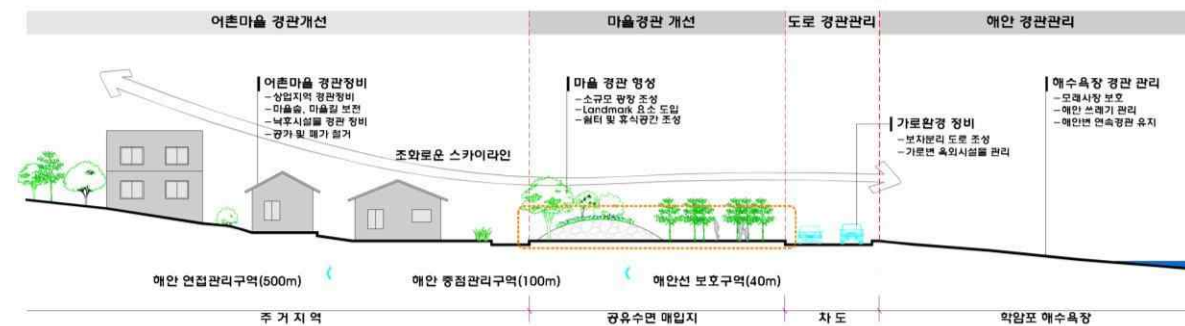 어촌마을 경관개선
마을경관 개선
도로 경관관리
해안 경관관리
어촌마을 경관정비
-상업지역 경관정비
-마을숲, 마을길 보전
-낙후시설물 경관 정비
-공가 및 폐가 철거
마을 경관 형성
-소규모 광장 조성
-Landmark 요소 도입
-쉼터 및 휴식공간 조성
해수욕장 경관 관리
-모래사장 보호
-해안 쓰레기 관리
-해안변 연속경관 유지
가로환경 정비
-보차분리 도로 조성
-가로변 옥외시설물 관리
조화로운 스카이라인
해안 연접관리구역(500m)
해안 중점관리구역(100m)
해안선 보호구역(40m)
주거지역
공유수면 매입지
차도
학암포 해수욕장